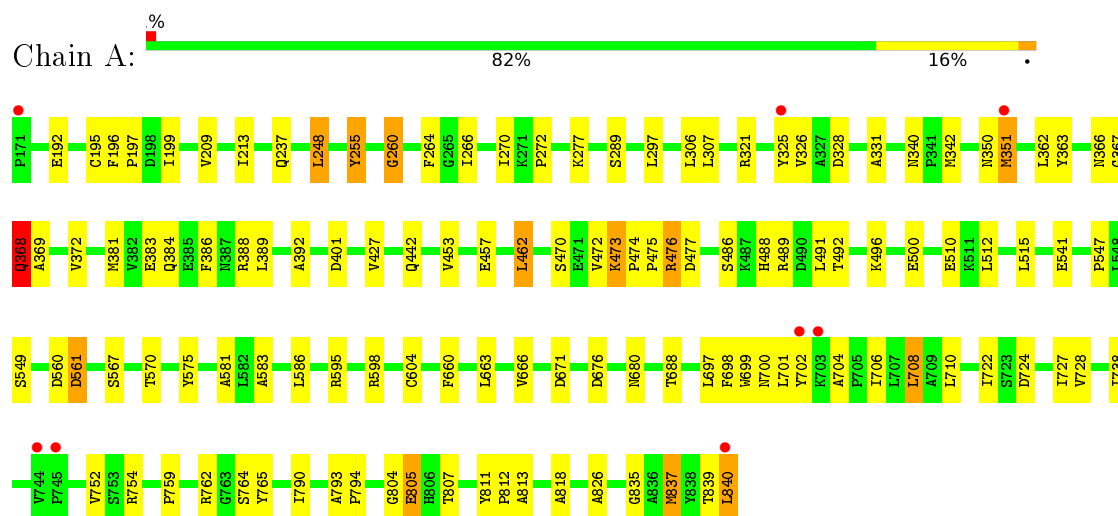 .%
Chain A:
82% 16% •
P171 E192 C195 F196 P197 D198 I199 V209 I213 Q237 L248 Y255 G260 F264 G265 I266 I270 K271 P272 K277 S289 L297 L306 L307 R321 Y325 V326 A327 D328 A331 N340 P341 M342 N350 M351 L362 Y363 N366 G367
Q368 A369 V372 M381 V382 E383 Q384 E385 F386 N387 R388 L389 A392 D401 V427 Q442 V453 E457 L462 S470 E471 V472 K473 P474 P475 R476 D477 S486 K487 H488 R489 D490 L491 T492 K496 E500 E510 K511 L512 L515 E541 P547 L548
S549 D560 D561 S567 T570 Y575 A581 L582 A583 L586 R595 R598 C604 F660 L663 V666 D671 D676 N680 T688 L697 F698 W699 N700 L701 Y702 K703 A704 P705 I706 L707 L708 A709 L710 I722 S723 D724 I727 V728 I738
V744 P745 V752 S753 R754 P759 R762 G763 S764 Y765 I790 A793 P794 G804 E805 H806 T807 Y811 P812 A813 A818 A826 G835 A836 M837 Y838 T839 L840